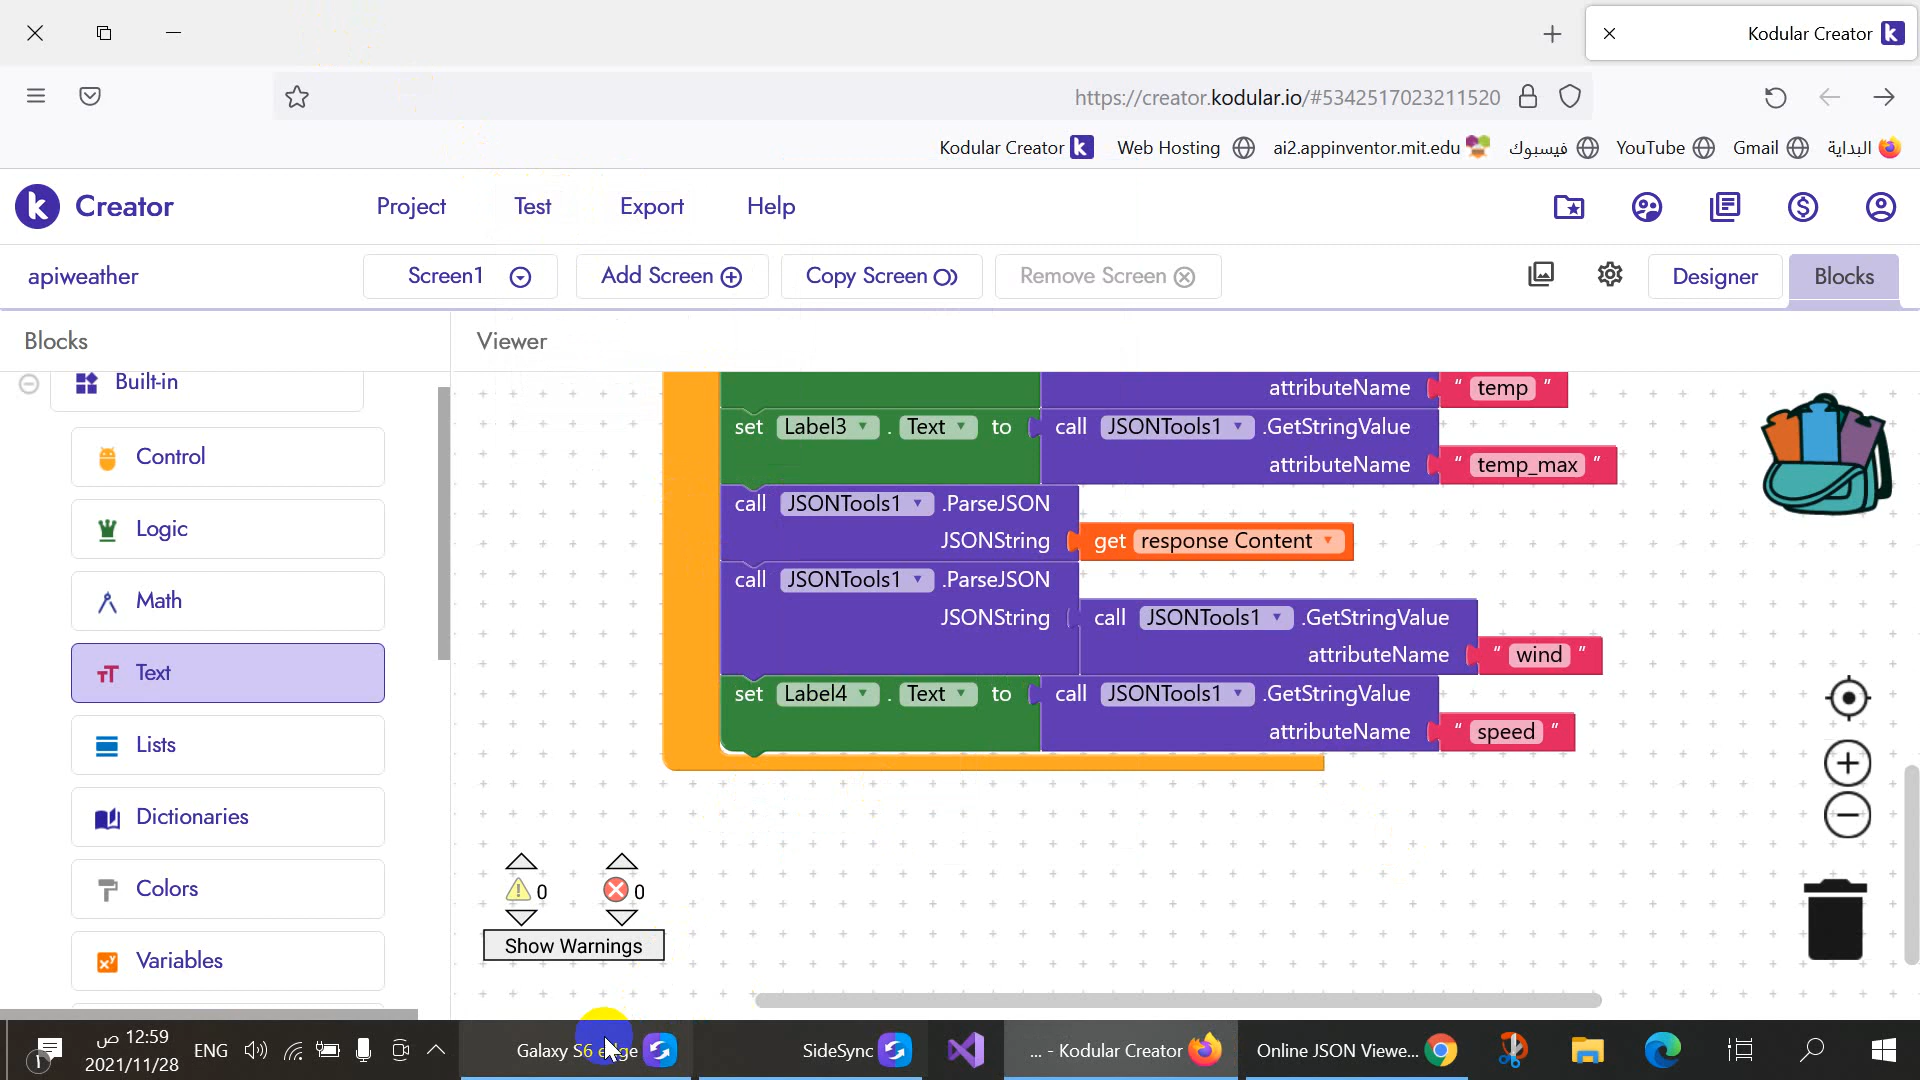 Kodular Creator
https://creator.kodular.io/#5342517023211520
Kodular Creator Web Hosting ai2.appinventor.mit.edu فيسبوك YouTube Gmail البداية
Creator Project Test Export Help
apiweather Screen1 Add Screen Copy Screen Remove Screen Designer Blocks
Blocks
Viewer
Built-in
Control
Logic
Math
Text
Lists
Dictionaries
Colors
Variables
attributeName " temp "
set Label3 . Text to call JSONTools1 .GetStringValue
attributeName " temp_max "
call JSONTools1 .ParseJSON
JSONString get response Content
call JSONTools1 .ParseJSON
JSONString call JSONTools1 .GetStringValue
attributeName " wind "
set Label4 . Text to call JSONTools1 .GetStringValue
attributeName " speed "
0 0
Show Warnings
1
12:59 ص
2021/11/28
ENG
Galaxy S6 edge
SideSync
... - Kodular Creator
Online JSON Viewe...